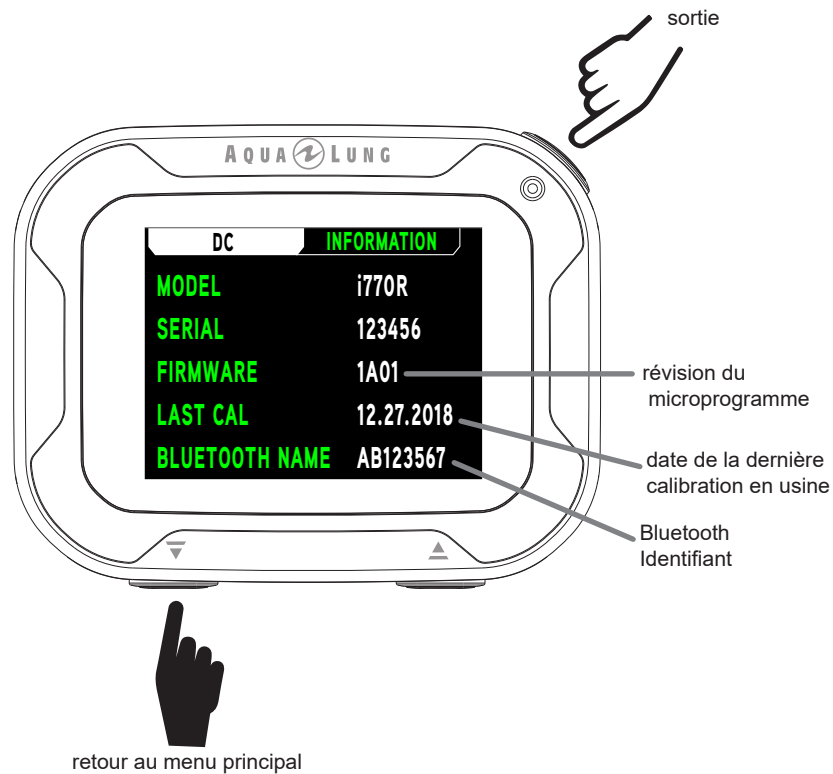 sortie
AQUA LUNG
DC INFORMATION
MODEL i770R
SERIAL 123456
FIRMWARE 1A01
révision du
microprogramme
LAST CAL 12.27.2018
date de la dernière
calibration en usine
BLUETOOTH NAME AB123567
Bluetooth
Identifiant
retour au menu principal